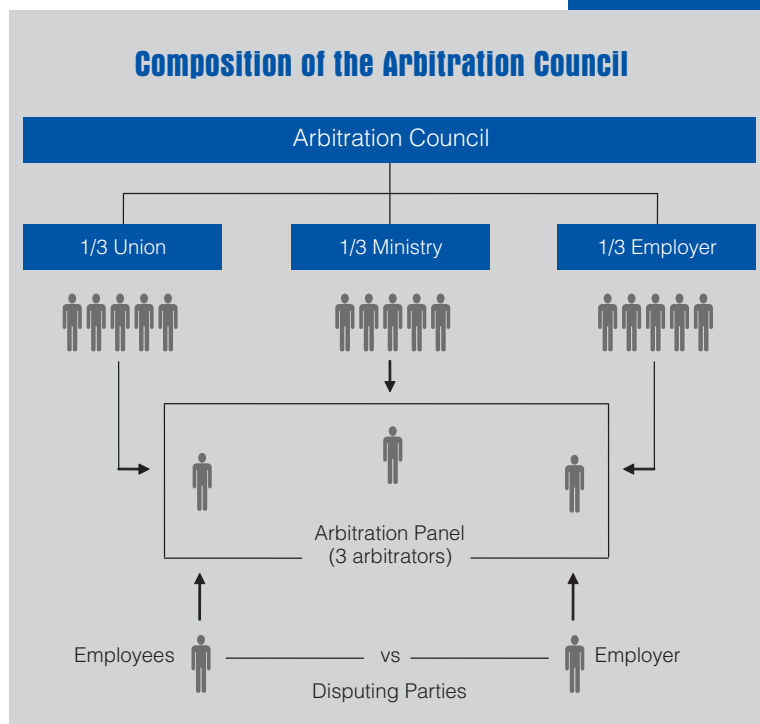 Composition of the Arbitration Council
Arbitration Council
1/3 Union
1/3 Ministry
1/3 Employer
Arbitration Panel
(3 arbitrators)
Employees
vs
Employer
Disputing Parties